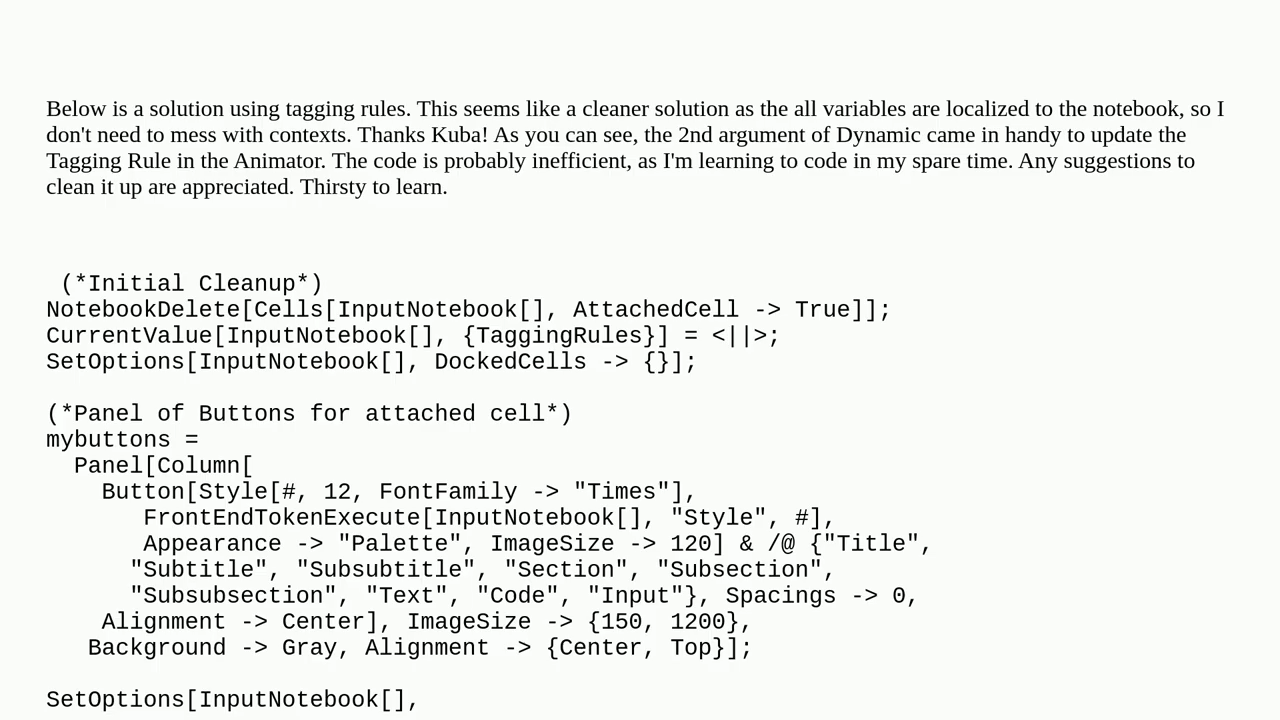 Below is a solution using tagging rules. This seems like a cleaner solution as the all variables are localized to the notebook, so I
don't need to mess with contexts. Thanks Kuba! As you can see, the 2nd argument of Dynamic came in handy to update the
Tagging Rule in the Animator. The code is probably inefficient, as I'm learning to code in my spare time. Any suggestions to
clean it up are appreciated. Thirsty to learn.
(*Initial Cleanup*)
NotebookDelete[Cells[InputNotebook[], AttachedCell -> True]];
CurrentValue[InputNotebook[], {TaggingRules}] = <||>;
SetOptions[InputNotebook[], DockedCells -> {}];
(*Panel of Buttons for attached cell*)
mybuttons =
  Panel[Column[
    Button[Style[#, 12, FontFamily -> "Times"],
       FrontEndTokenExecute[InputNotebook[], "Style", #],
       Appearance -> "Palette", ImageSize -> 120] & /@ {"Title",
      "Subtitle", "Subsubtitle", "Section", "Subsection",
      "Subsubsection", "Text", "Code", "Input"}, Spacings -> 0,
    Alignment -> Center], ImageSize -> {150, 1200},
   Background -> Gray, Alignment -> {Center, Top}];
SetOptions[InputNotebook[],